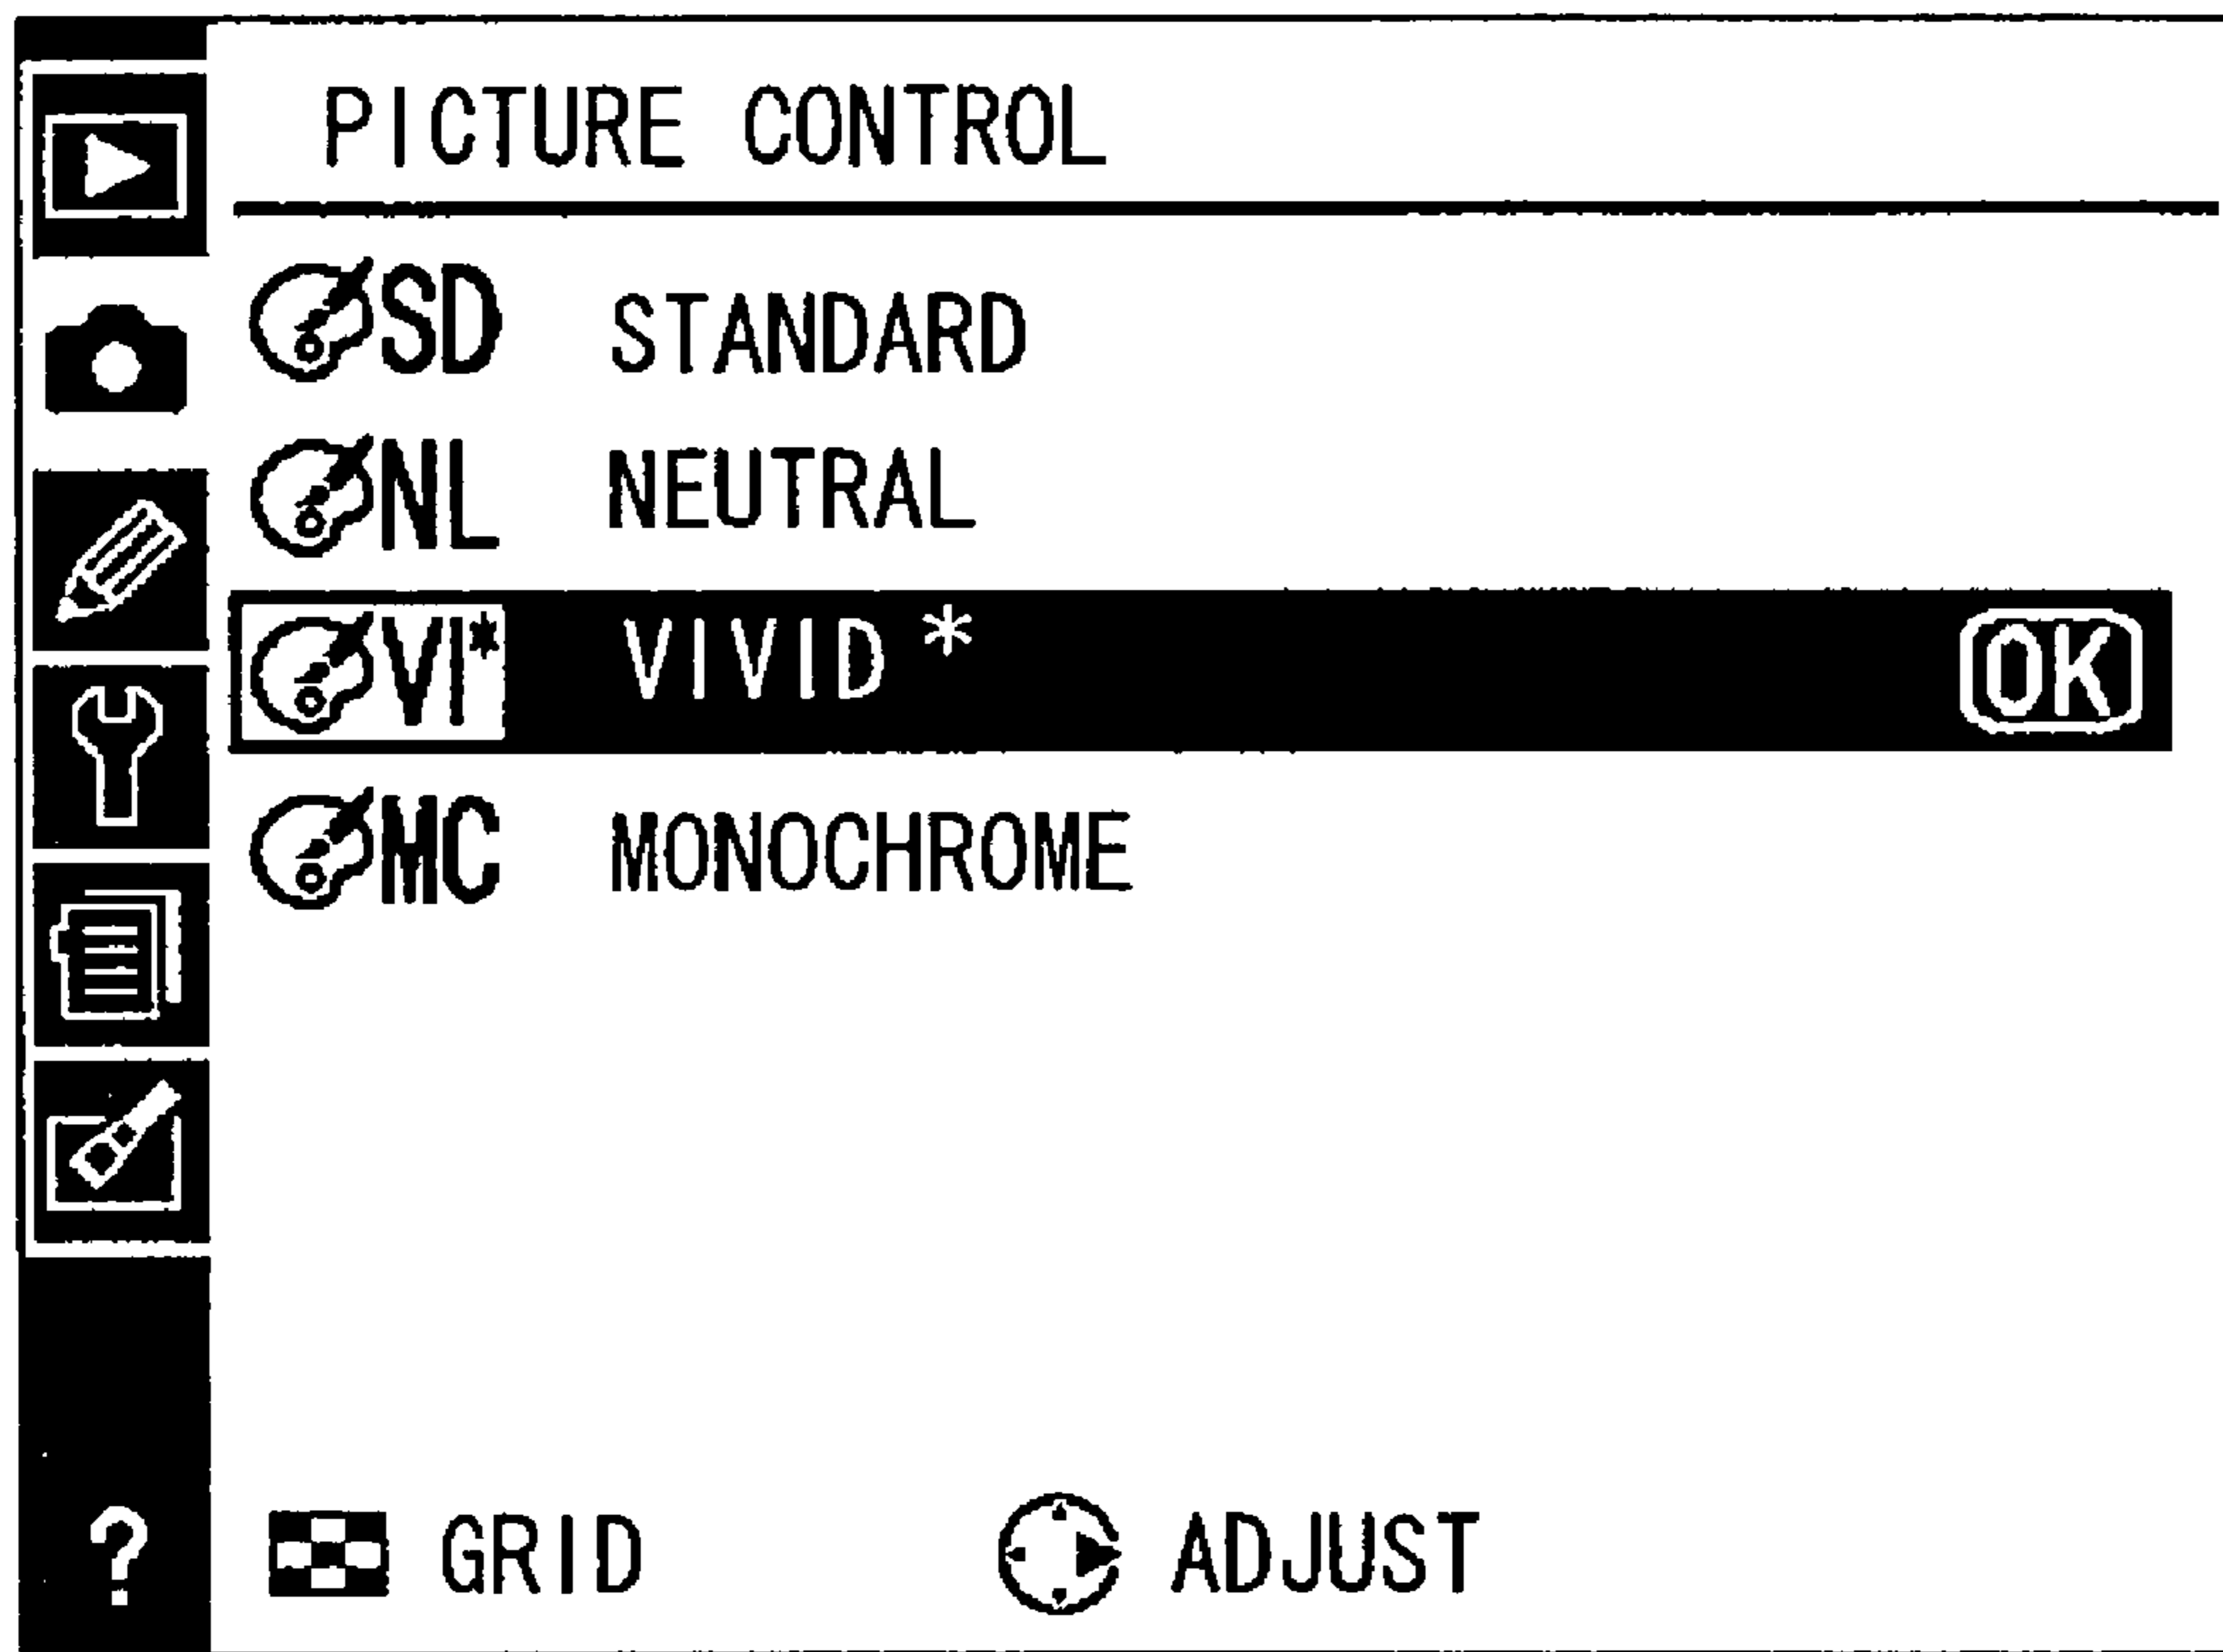 PICTURE CONTROL
SD STANDARD
NL NEUTRAL
VI* VIVID * OK
MC MONOCHROME
? GRID ADJUST